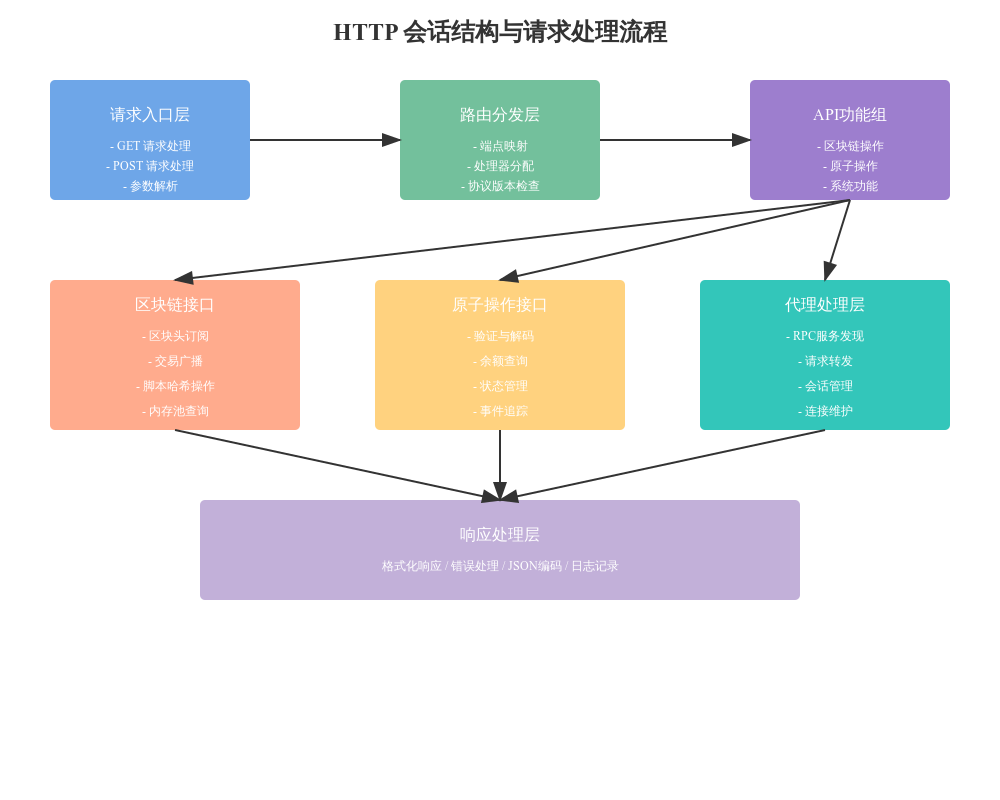 HTTP 会话结构与请求处理流程
请求入口层
- GET 请求处理
- POST 请求处理
- 参数解析
路由分发层
- 端点映射
- 处理器分配
- 协议版本检查
API功能组
- 区块链操作
- 原子操作
- 系统功能
区块链接口
- 区块头订阅
- 交易广播
- 脚本哈希操作
- 内存池查询
原子操作接口
- 验证与解码
- 余额查询
- 状态管理
- 事件追踪
代理处理层
- RPC服务发现
- 请求转发
- 会话管理
- 连接维护
响应处理层
格式化响应 / 错误处理 / JSON编码 / 日志记录